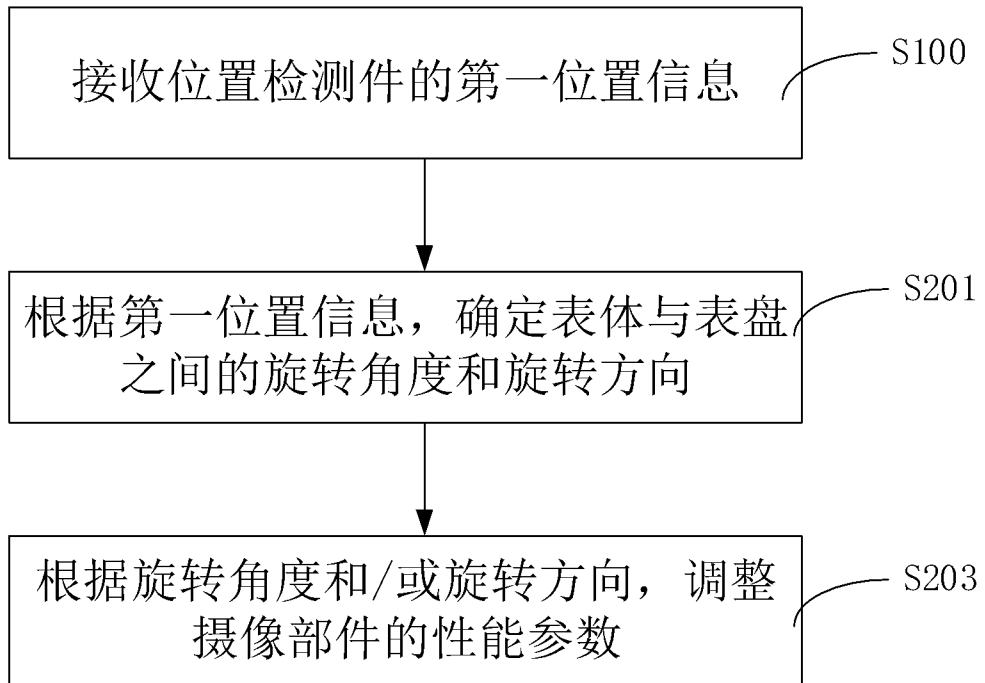 接收位置检测件的第一位置信息
S100
根据第一位置信息，确定表体与表盘
之间的旋转角度和旋转方向
S201
根据旋转角度和/或旋转方向，调整
摄像部件的性能参数
S203